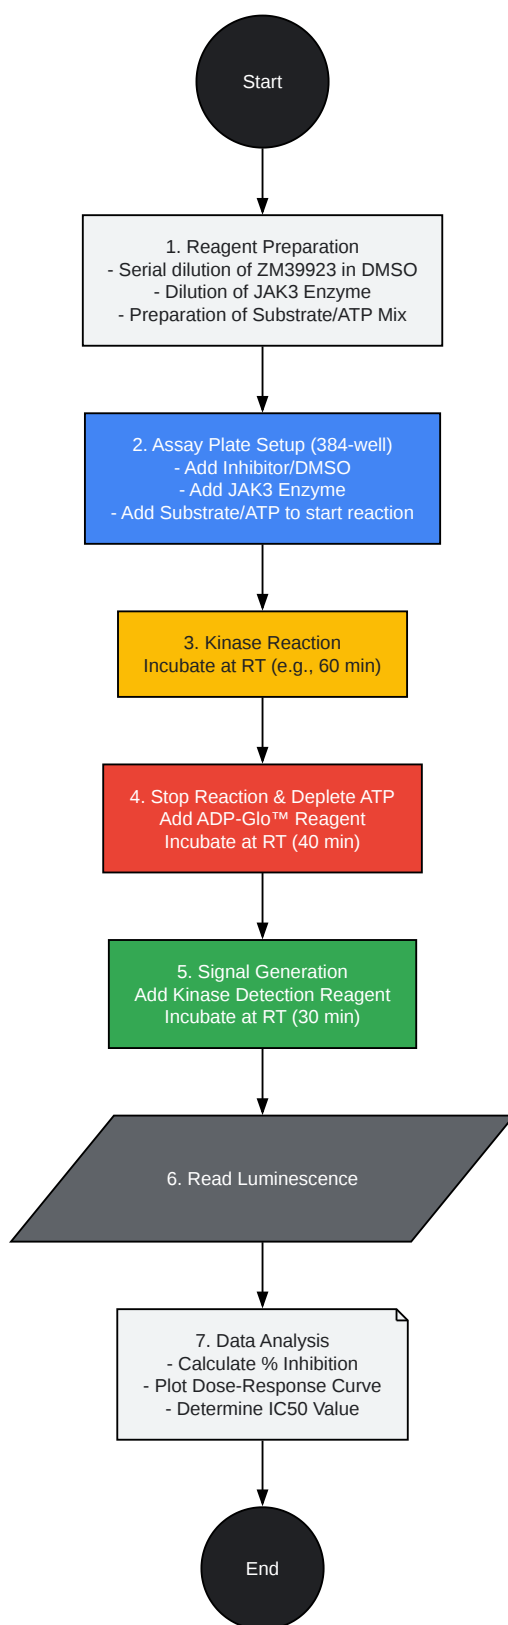 Start
1. Reagent Preparation
- Serial dilution of ZM39923 in DMSO
- Dilution of JAK3 Enzyme
- Preparation of Substrate/ATP Mix
2. Assay Plate Setup (384-well)
- Add Inhibitor/DMSO
- Add JAK3 Enzyme
- Add Substrate/ATP to start reaction
3. Kinase Reaction
Incubate at RT (e.g., 60 min)
4. Stop Reaction & Deplete ATP
Add ADP-Glo™ Reagent
Incubate at RT (40 min)
5. Signal Generation
Add Kinase Detection Reagent
Incubate at RT (30 min)
6. Read Luminescence
7. Data Analysis
- Calculate % Inhibition
- Plot Dose-Response Curve
- Determine IC50 Value
End